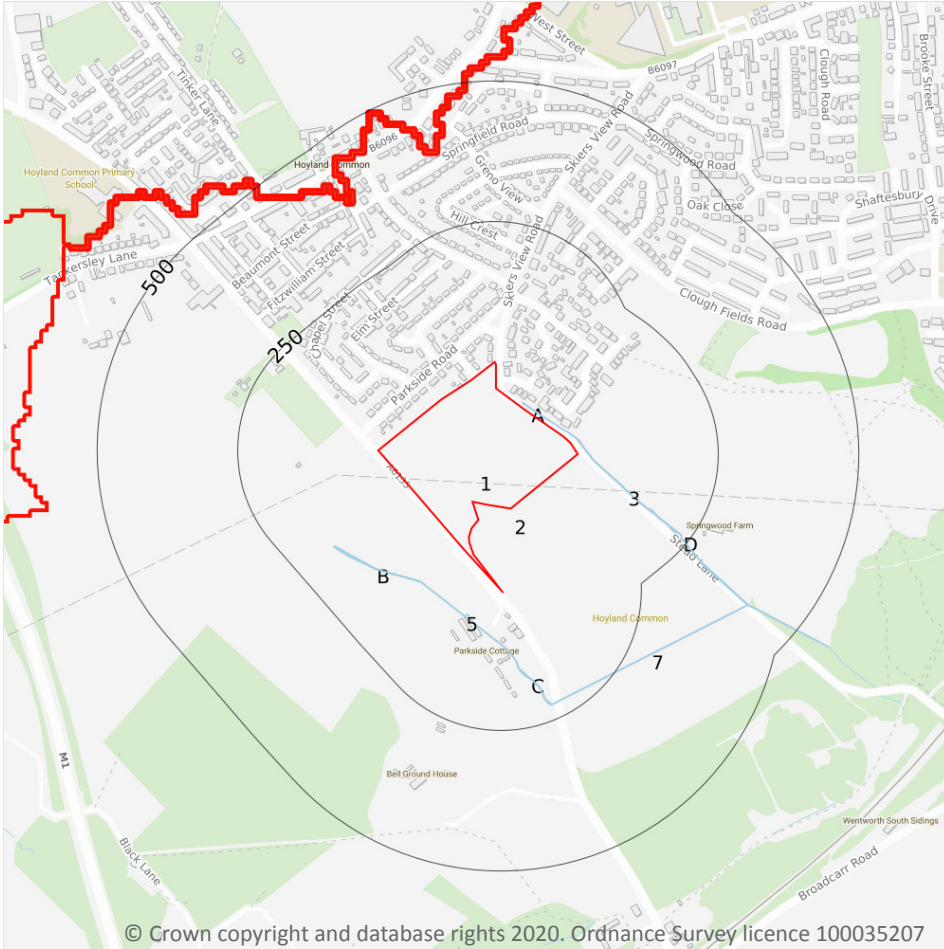 West Street
B6097
Tinker Lane
Clough Road
Brooke Street
Springfield Road
B6096
Skiers View Road
Springwood Road
Hoyland Common
Hoyland Common Primary
School
Geno View
Oak Close
Shaftesbury Drive
Hill Crest
Beaumont Street
Tankersley Lane
Fitzwilliam Street
Skiers View Road
500
Chapel Street
Elm Street
Clough Fields Road
250
Parkside Road
A
A6135
1
3
2
Springwood Farm
D
Stead Lane
B
Hoyland Common
5
Parkside Cottage
7
C
M1
Bell Ground House
Wentworth South Sidings
Black Lane
Broadcarr Road
© Crown copyright and database rights 2020. Ordnance Survey licence 100035207